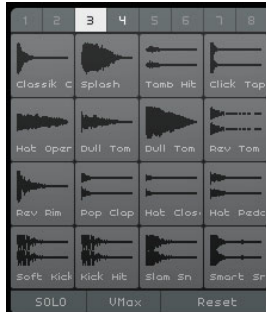 1 2 3 4 5 6 7 8
Classik C Splash Tamb Hit Click Tap
Hat Oper Dull Tom Dull Tom Rev Tom
Rev Rim Pop Clap Hat Clos Hat Pedc
Soft Kick Kick Hit Slam Sn Smart Sr
SOLO VMax Reset